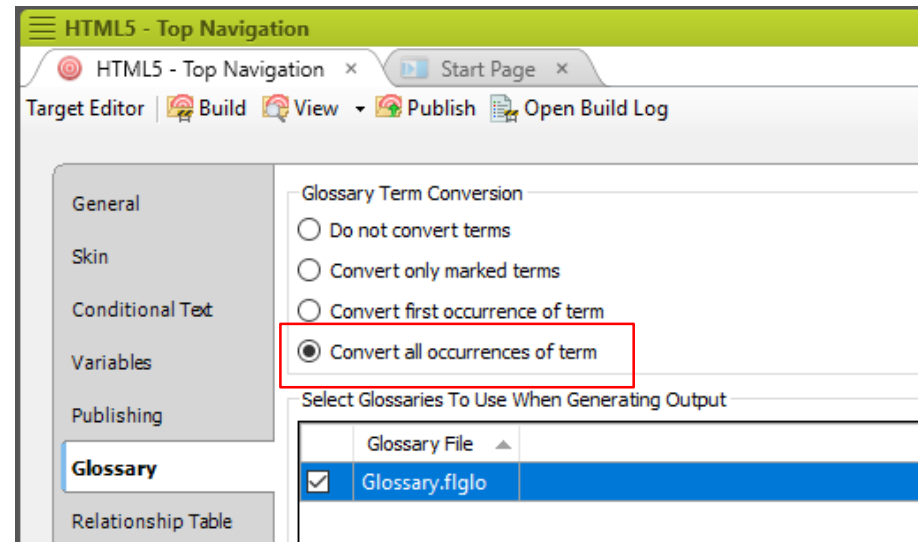 HTML5 - Top Navigation
HTML5 - Top Navigation × Start Page ×
Target Editor Build View Publish Open Build Log
General
Skin
Conditional Text
Variables
Publishing
Glossary
Relationship Table
Glossary Term Conversion
Do not convert terms
Convert only marked terms
Convert first occurrence of term
Convert all occurrences of term
Select Glossaries To Use When Generating Output
Glossary File
Glossary.flglo